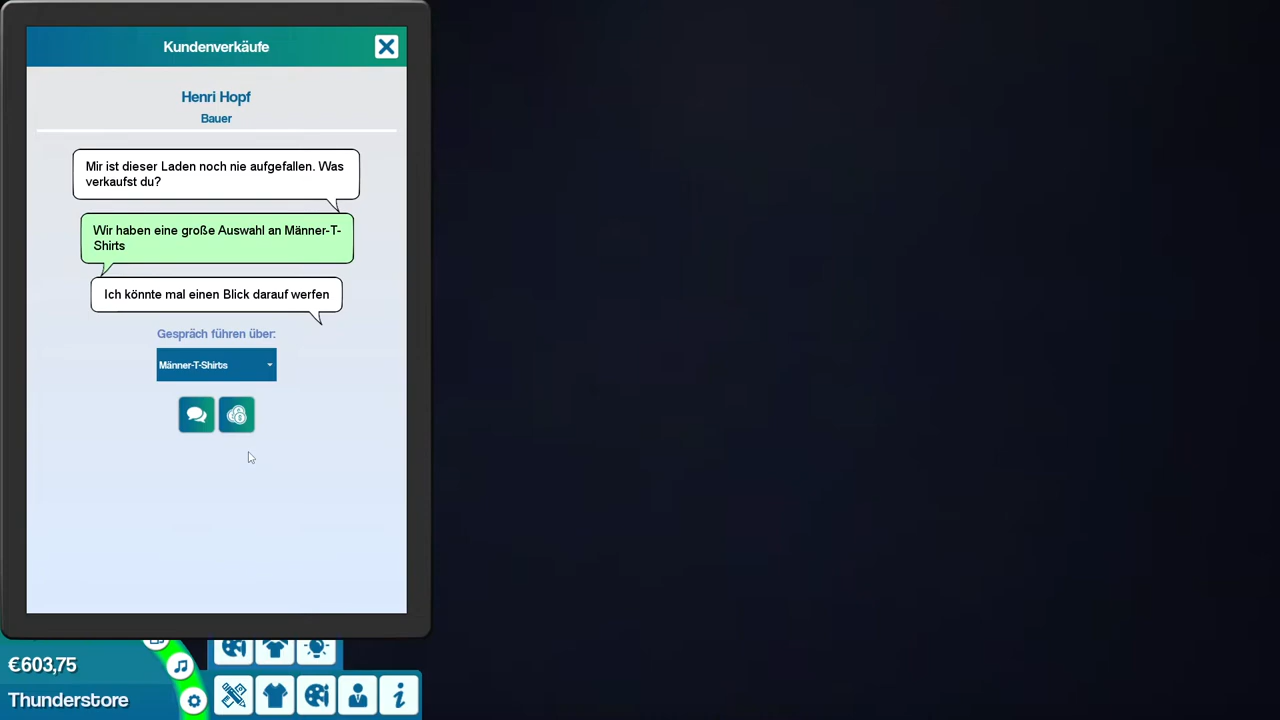 Kundenverkäufe
Henri Hopf
Bauer
Mir ist dieser Laden noch nie aufgefallen. Was
verkaufst du?
Wir haben eine große Auswahl an Männer-T-
Shirts
Ich könnte mal einen Blick darauf werfen
Gespräch führen über:
Männer-T-Shirts
€603,75
Thunderstore